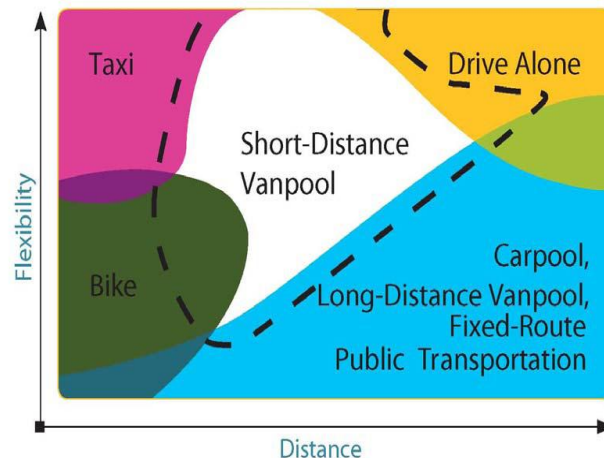 Taxi
Drive Alone
Short-Distance
Vanpool
Flexibility
Bike
Carpool,
Long-Distance Vanpool,
Fixed-Route
Public Transportation
Distance